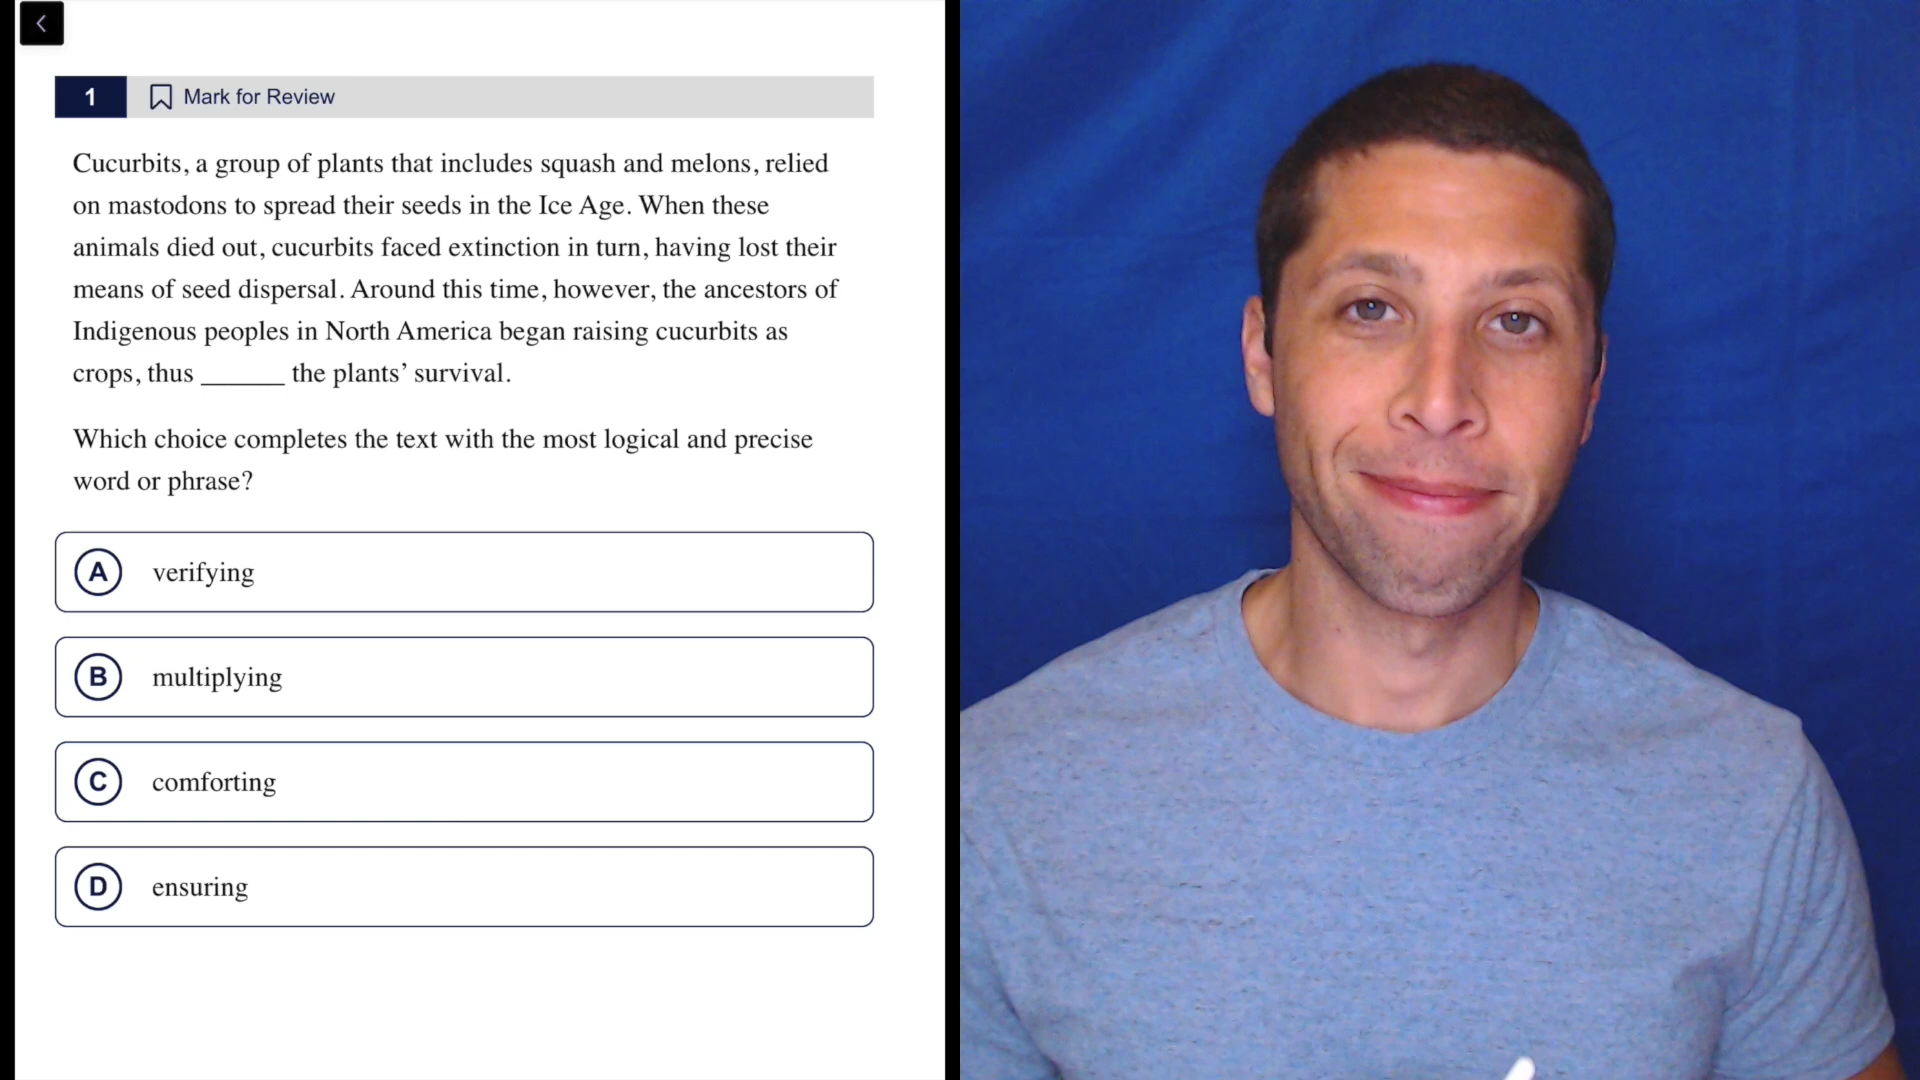 1 Mark for Review
Cucurbits, a group of plants that includes squash and melons, relied
on mastodons to spread their seeds in the Ice Age. When these
animals died out, cucurbits faced extinction in turn, having lost their
means of seed dispersal. Around this time, however, the ancestors of
Indigenous peoples in North America began raising cucurbits as
crops, thus ______ the plants’ survival.
Which choice completes the text with the most logical and precise
word or phrase?
A verifying
B multiplying
C comforting
D ensuring